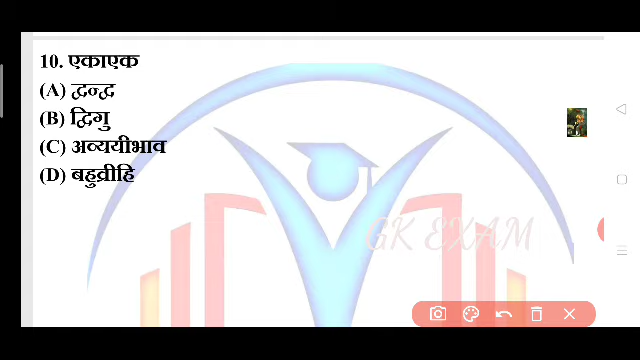 10. एकाएक
(A) द्वन्द्व
(B) द्विगु
(C) अव्ययीभाव
(D) बहुव्रीहि
GK EXAM